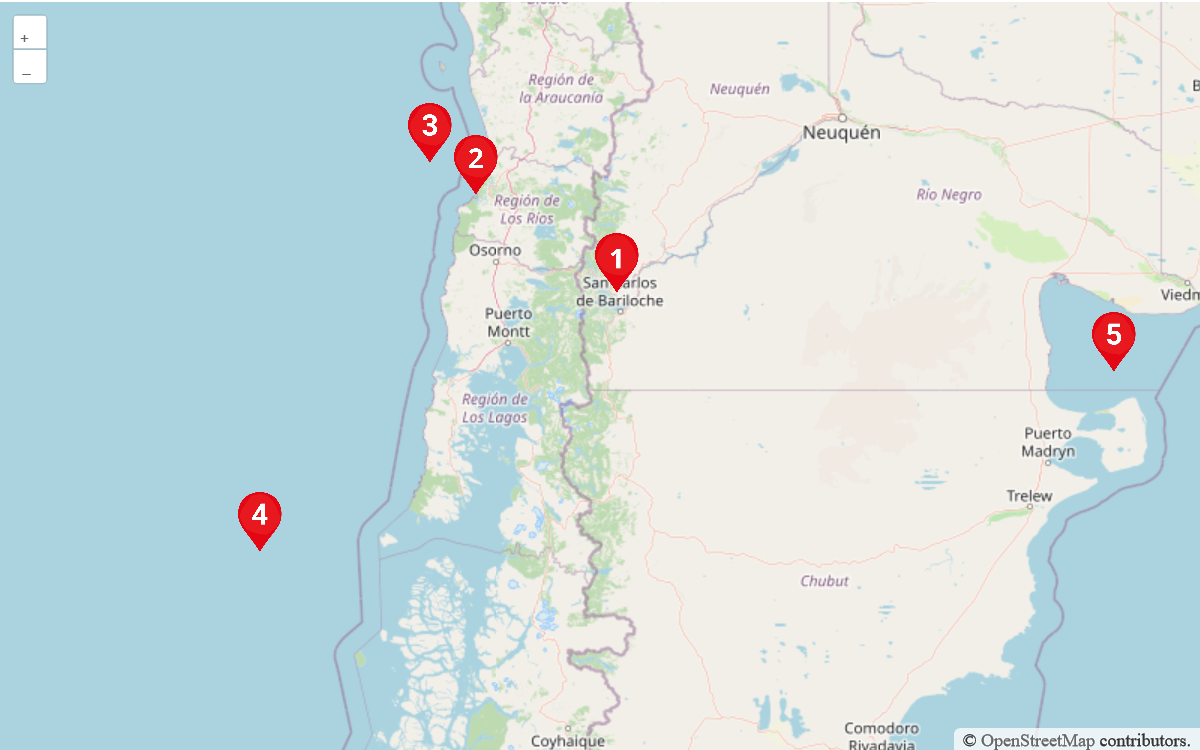 +
−
Biobío
Región de
la Araucanía
Neuquén
Neuquén
3
2
Región de
Los Ríos
Río Negro
Osorno
1
San Carlos
de Bariloche
Viedm
Puerto
Montt
5
Región de
Los Lagos
Puerto
Madryn
Trelew
4
Chubut
Coyhaique
Comodoro
Rivadavia
© OpenStreetMap contributors.